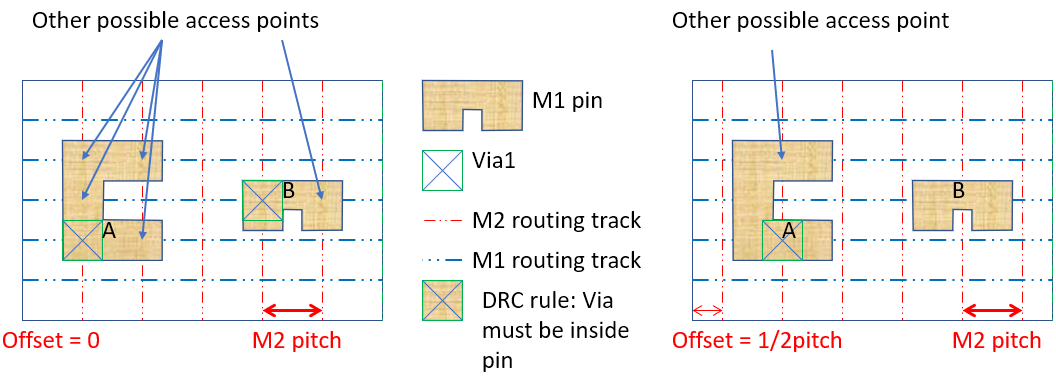 Other possible access points
Other possible access point
M1 pin
Via1
B
B
A
A
M2 routing track
M1 routing track
DRC rule: Via
must be inside
pin
Offset = 0
M2 pitch
Offset = 1/2pitch
M2 pitch